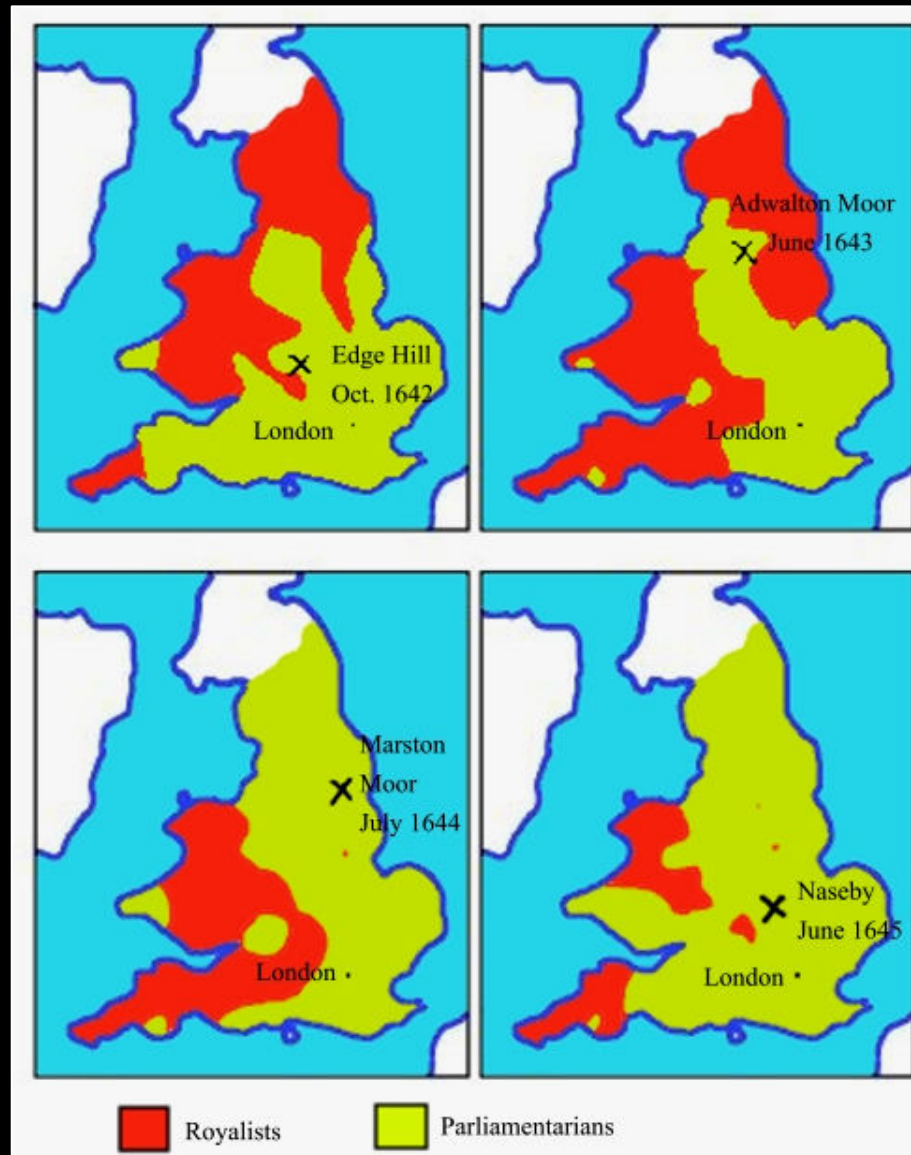 Edge Hill
Oct. 1642
London
Adwalton Moor
June 1643
London
Marston
Moor
July 1644
London
Naseby
June 1645
London
Royalists
Parliamentarians